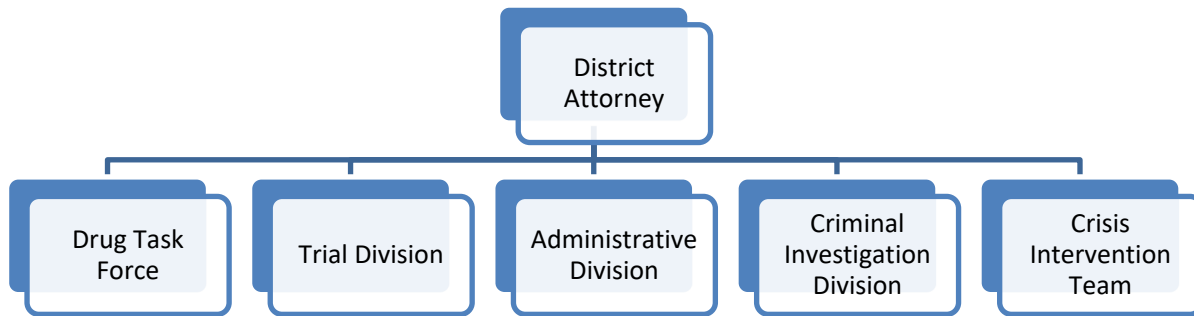 District
Attorney
Drug Task
Force
Trial Division
Administrative
Division
Criminal
Investigation
Division
Crisis
Intervention
Team